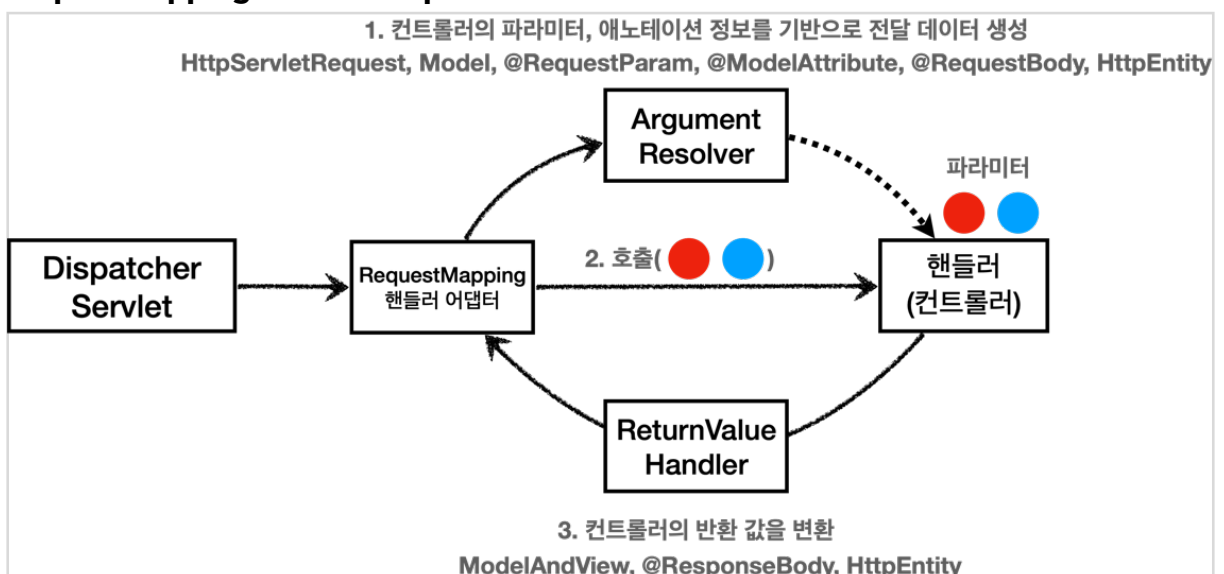 1. 컨트롤러의 파라미터, 애노테이션 정보를 기반으로 전달 데이터 생성
HttpServletRequest, Model, @RequestParam, @ModelAttribute, @RequestBody, HttpEntity
Argument
Resolver
파라미터
Dispatcher
Servlet
RequestMapping
핸들러 어댑터
2. 호출( )
핸들러
(컨트롤러)
ReturnValue
Handler
3. 컨트롤러의 반환 값을 변환
ModelAndView, @ResponseBody, HttpEntity